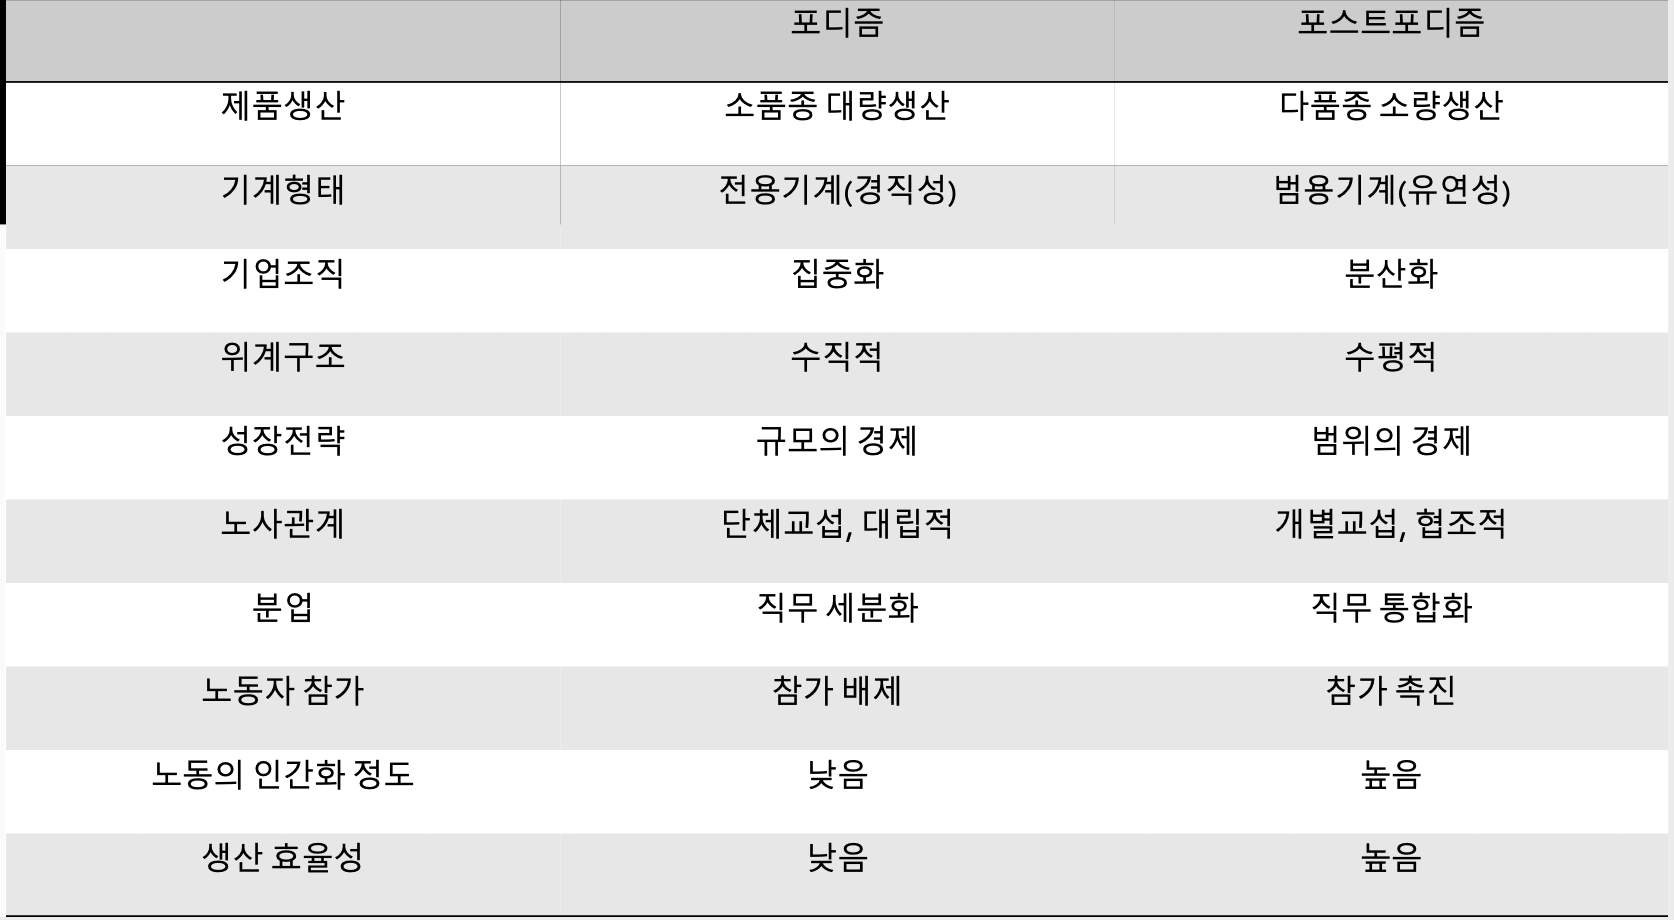 포디즘 포스트포디즘
제품생산 소품종 대량생산 다품종 소량생산
기계형태 전용기계(경직성) 범용기계(유연성)
기업조직 집중화 분산화
위계구조 수직적 수평적
성장전략 규모의 경제 범위의 경제
노사관계 단체교섭, 대립적 개별교섭, 협조적
분업 직무 세분화 직무 통합화
노동자 참가 참가 배제 참가 촉진
노동의 인간화 정도 낮음 높음
생산 효율성 낮음 높음